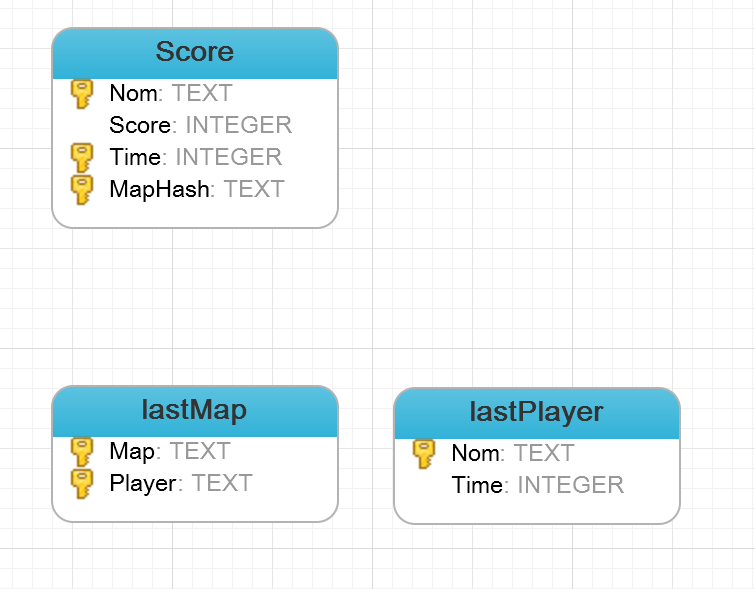 Score
Nom: TEXT
Score: INTEGER
Time: INTEGER
MapHash: TEXT
lastMap
Map: TEXT
Player: TEXT
lastPlayer
Nom: TEXT
Time: INTEGER